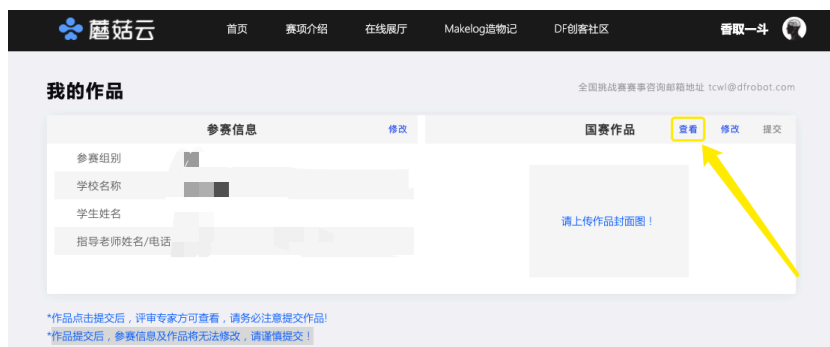 蘑菇云 首页 赛项介绍 在线展厅 Makelog造物记 DF创客社区 香取一斗
我的作品 全国挑战赛赛事咨询邮箱地址 tcwl@dfrobot.com
参赛信息 修改 国赛作品 查看 修改 提交
参赛组别
学校名称
学生姓名
指导老师姓名/电话
请上传作品封面图！
*作品点击提交后，评审专家方可查看，请务必注意提交作品!
*作品提交后，参赛信息及作品将无法修改，请谨慎提交！